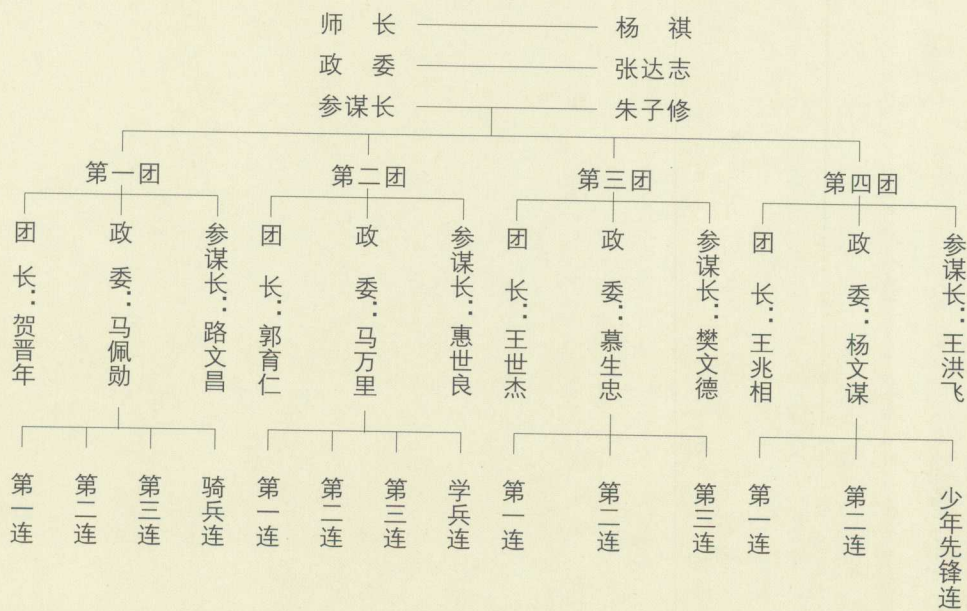 师 长 杨 祺
政 委 张达志
参谋长 朱子修
第一团
第二团
第三团
第四团
团 长：贺晋年
政 委：马佩勋
参谋长：路文昌
团 长：郭育仁
政 委：马万里
参谋长：惠世良
团 长：王世杰
政 委：慕生忠
参谋长：樊文德
团 长：王兆相
政 委：杨文谋
参谋长：王洪飞
第一连
第二连
第三连
骑兵连
第一连
第二连
第三连
学兵连
第一连
第二连
第三连
第一连
第二连
少年先锋连